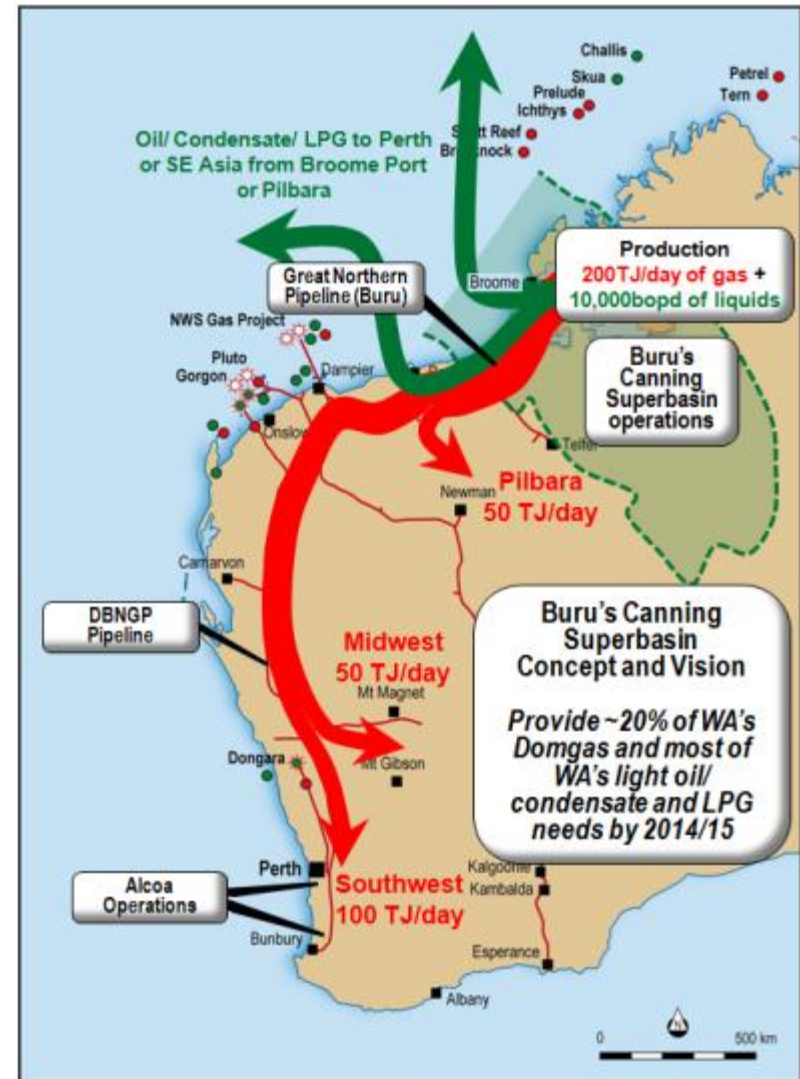 Challis
Skua
Petrel
Prelude
Tern
Ichthys
Oil/ Condensate/ LPG to Perth
or SE Asia from Broome Port
or Pilbara
Production
200TJ/day of gas +
10,000bopd of liquids
Great Northern
Pipeline (Buru)
Broome
NWS Gas Project
Buru's
Canning
Superbasin
operations
Pluto
Gorgon
Dampier
Onslow
Telfer
Pilbara
50 TJ/day
Newman
Carnarvon
DBNGP
Pipeline
Buru's Canning
Superbasin
Concept and Vision
Provide ~20% of WA's
Domgas and most of
WA's light oil/
condensate and LPG
needs by 2014/15
Midwest
50 TJ/day
Mt Magnet
Dongara
Mt Gibson
Perth
Kalgoorlie
Kambalda
Alcoa
Operations
Southwest
100 TJ/day
Bunbury
Esperance
Albany
N
0
500 km